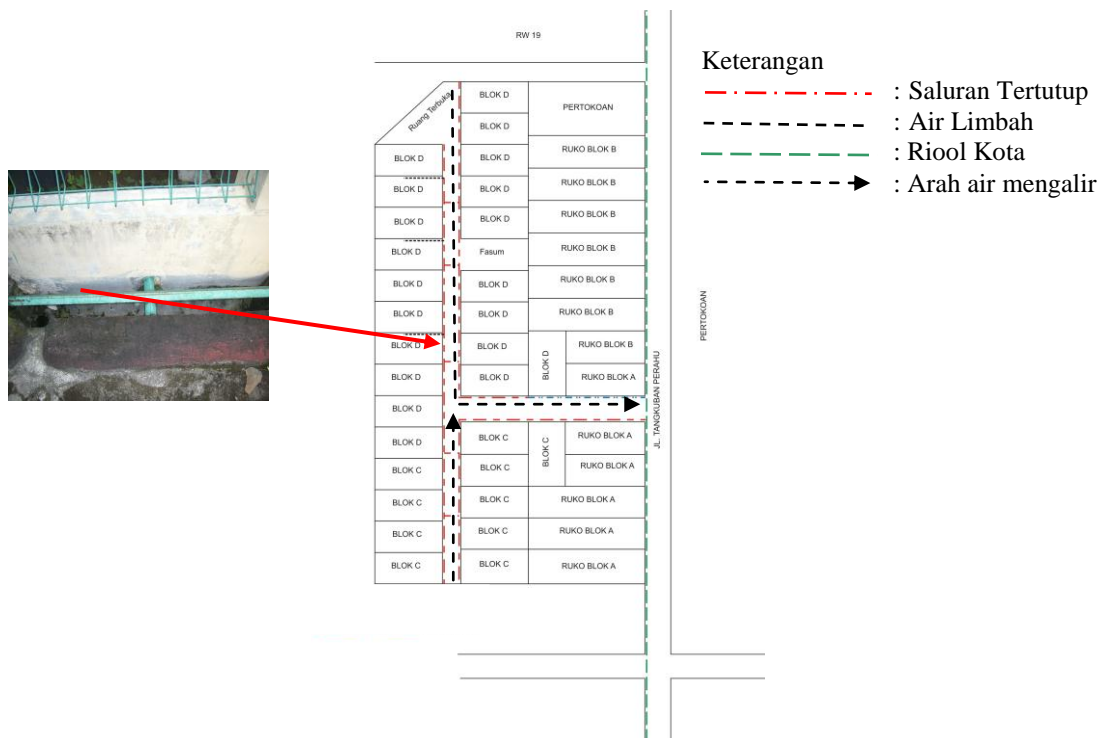 RW 19
Keterangan
: Saluran Tertutup
: Air Limbah
: Riool Kota
: Arah air mengalir
Ruang Terbuka
BLOK D
PERTOKOAN
BLOK D
BLOK D
BLOK D
RUKO BLOK B
BLOK D
BLOK D
RUKO BLOK B
BLOK D
BLOK D
RUKO BLOK B
BLOK D
Fasum
RUKO BLOK B
BLOK D
BLOK D
RUKO BLOK B
BLOK D
BLOK D
RUKO BLOK B
BLOK D
BLOK D
BLOK D
RUKO BLOK B
BLOK D
BLOK D
RUKO BLOK A
BLOK D
BLOK D
BLOK C
BLOK C
RUKO BLOK A
BLOK C
BLOK C
RUKO BLOK A
BLOK C
BLOK C
RUKO BLOK A
BLOK C
BLOK C
RUKO BLOK A
BLOK C
BLOK C
RUKO BLOK A
JL. TANGKUBAN PERAHU
PERTOKOAN